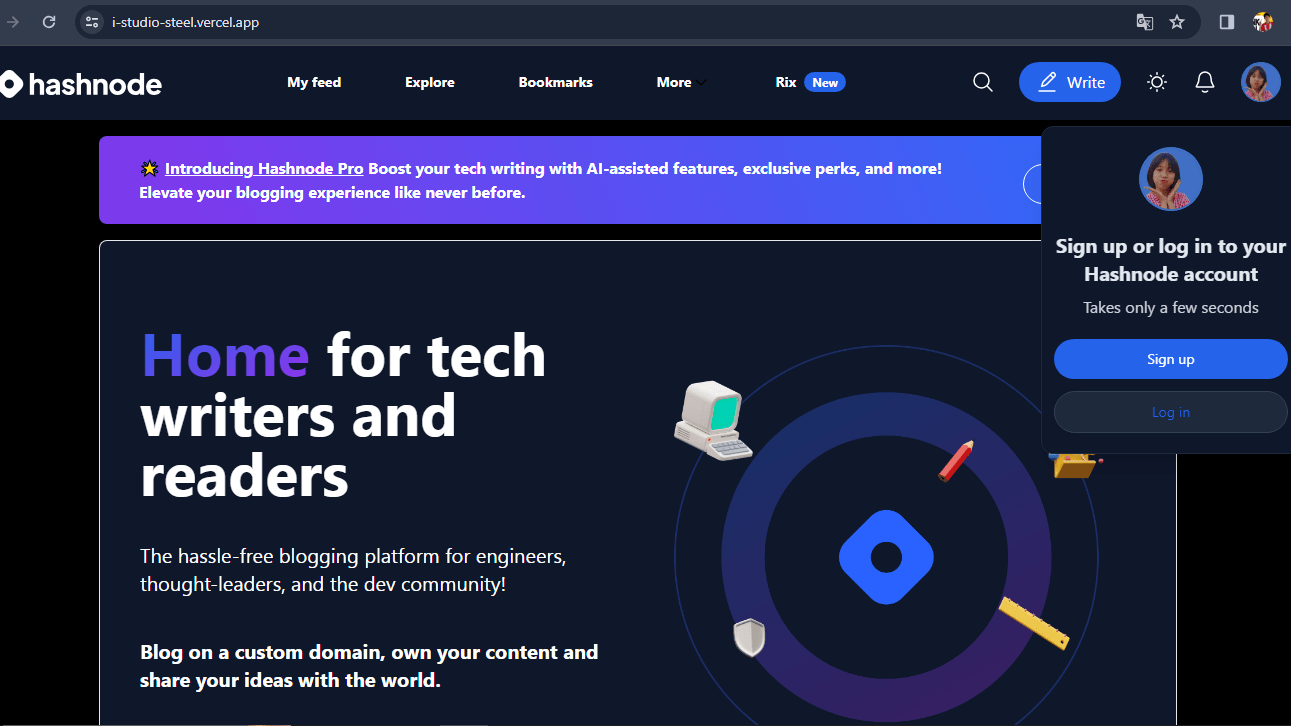 i-studio-steel.vercel.app
hashnode
My feed
Explore
Bookmarks
More
Rix
New
Write
Introducing Hashnode Pro Boost your tech writing with AI-assisted features, exclusive perks, and more!
Elevate your blogging experience like never before.
Sign up or log in to your
Hashnode account
Takes only a few seconds
Sign up
Log in
Home for tech
writers and
readers
The hassle-free blogging platform for engineers,
thought-leaders, and the dev community!
Blog on a custom domain, own your content and
share your ideas with the world.